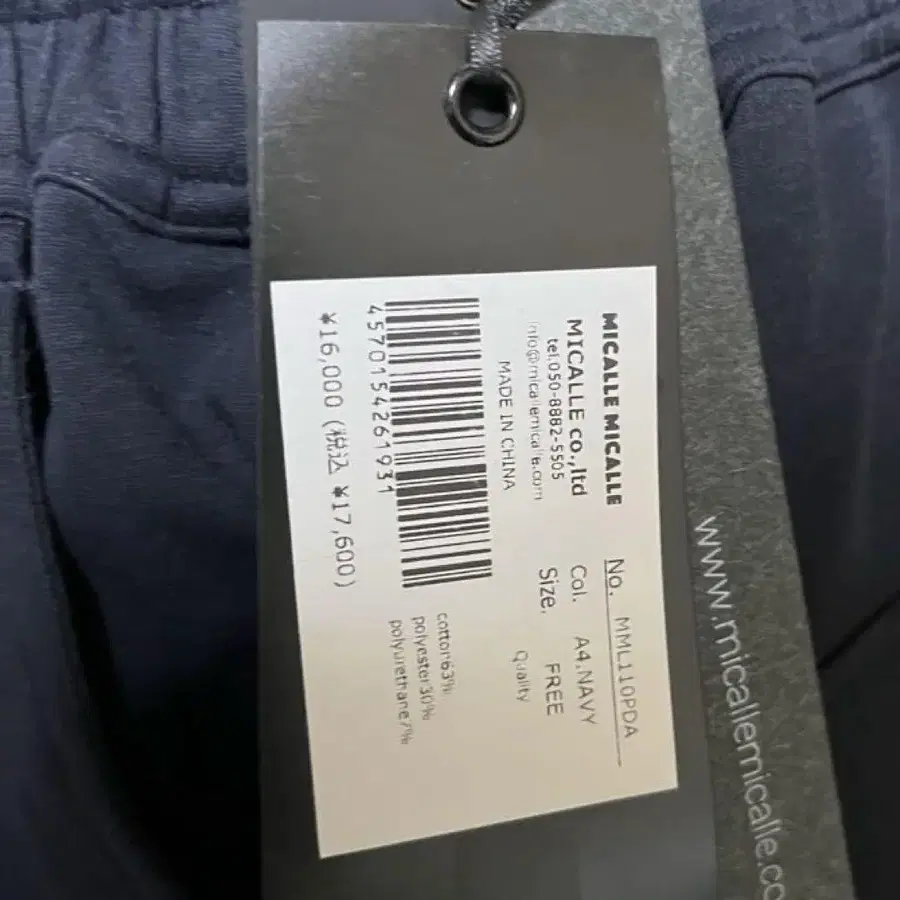 MICALLE MICALLE
MICALLE co.,ltd
tel.050-8882-5505
info@micallemicalle.com
MADE IN CHINA
4570154261931
¥16,000 (税込 ¥17,600)
No. MML110PDA
Col. A4.NAVY
Size. FREE
Quality
cotton63%
polyester30%
polyurethane7%
www.micallemicalle.co